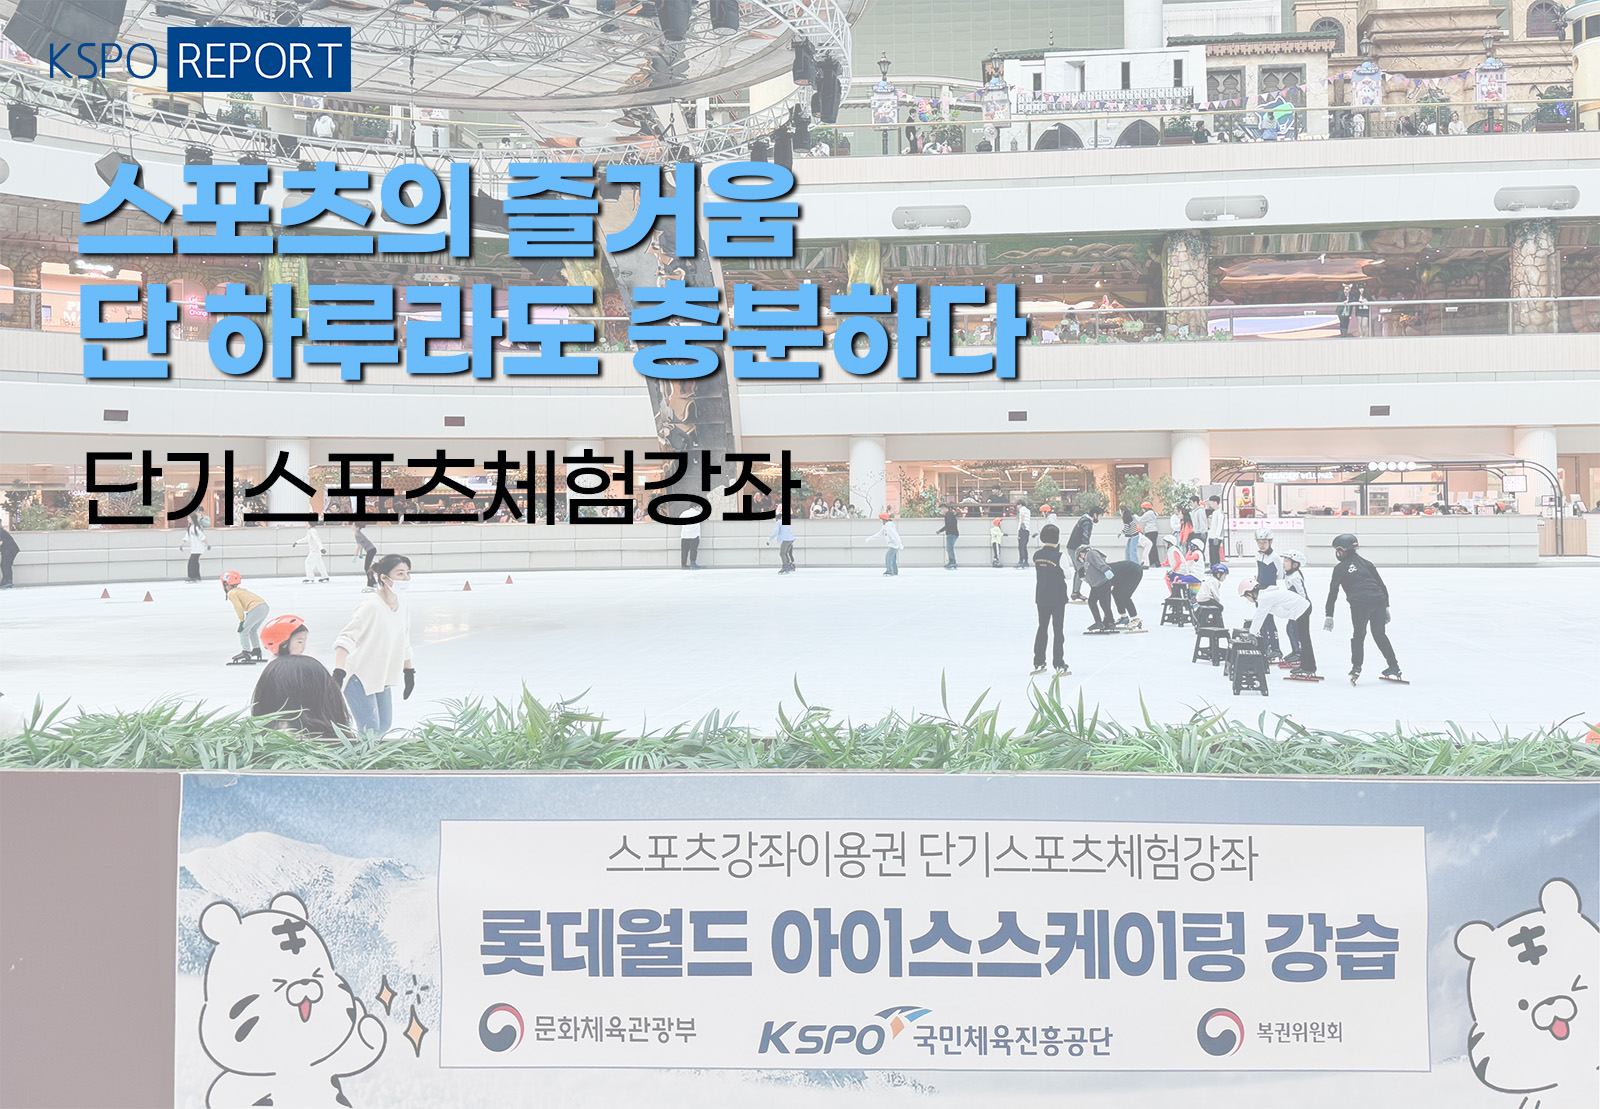 KSPO REPORT
스포츠의 즐거움
단 하루라도 충분하다
단기스포츠체험강좌
스포츠강좌이용권 단기스포츠체험강좌
롯데월드 아이스스케이팅 강습
문화체육관광부
KSPO 국민체육진흥공단
복권위원회